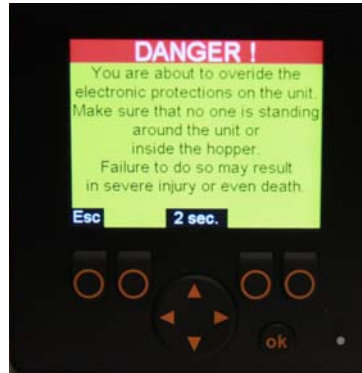 DANGER !
You are about to overide the
electronic protections on the unit.
Make sure that no one is standing
around the unit or
inside the hopper.
Failure to do so may result
in severe injury or even death.
Esc 2 sec.
ok